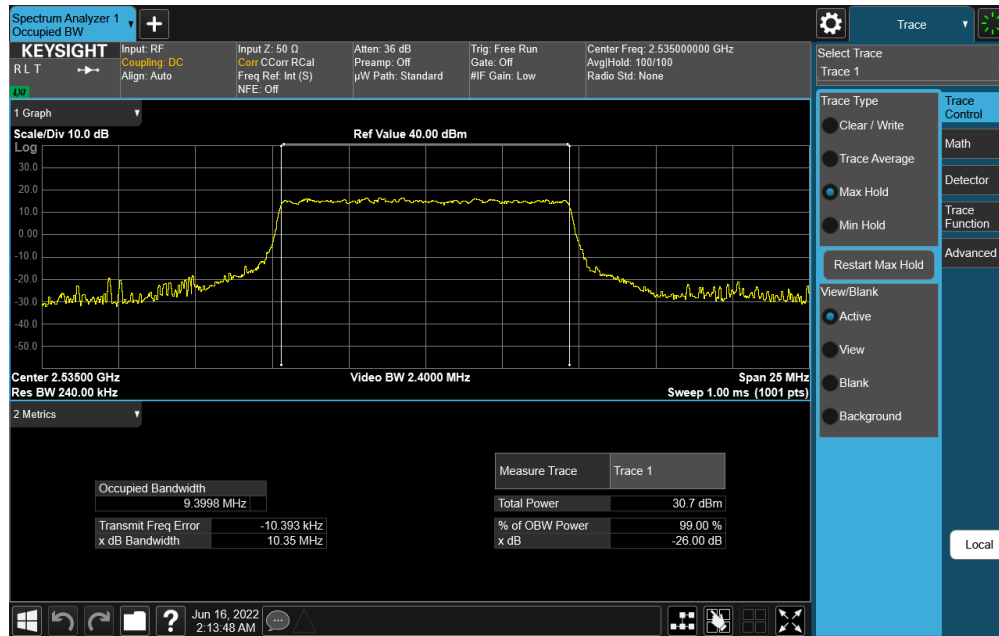 Spectrum Analyzer 1
Occupied BW
+
Trace
KEYSIGHT
R L T
LXI
Input: RF
Coupling: DC
Align: Auto
Input Z: 50 Ω
Corr CCorr RCal
Freq Ref: Int (S)
NFE: Off
Atten: 36 dB
Preamp: Off
µW Path: Standard
Trig: Free Run
Gate: Off
#IF Gain: Low
Center Freq: 2.535000000 GHz
Avg|Hold: 100/100
Radio Std: None
Select Trace
Trace 1
1 Graph
Scale/Div 10.0 dB
Ref Value 40.00 dBm
Log
30.0
20.0
10.0
0.00
-10.0
-20.0
-30.0
-40.0
-50.0
Center 2.53500 GHz
Video BW 2.4000 MHz
Span 25 MHz
Res BW 240.00 kHz
Sweep 1.00 ms (1001 pts)
Trace Type
Clear / Write
Trace Average
Max Hold
Min Hold
Restart Max Hold
View/Blank
Active
View
Blank
Background
Trace
Control
Math
Detector
Trace
Function
Advanced
Local
2 Metrics
Occupied Bandwidth
9.3998 MHz
Transmit Freq Error -10.393 kHz
x dB Bandwidth 10.35 MHz
Measure Trace Trace 1
Total Power 30.7 dBm
% of OBW Power 99.00 %
x dB -26.00 dB
?
Jun 16, 2022
2:13:48 AM